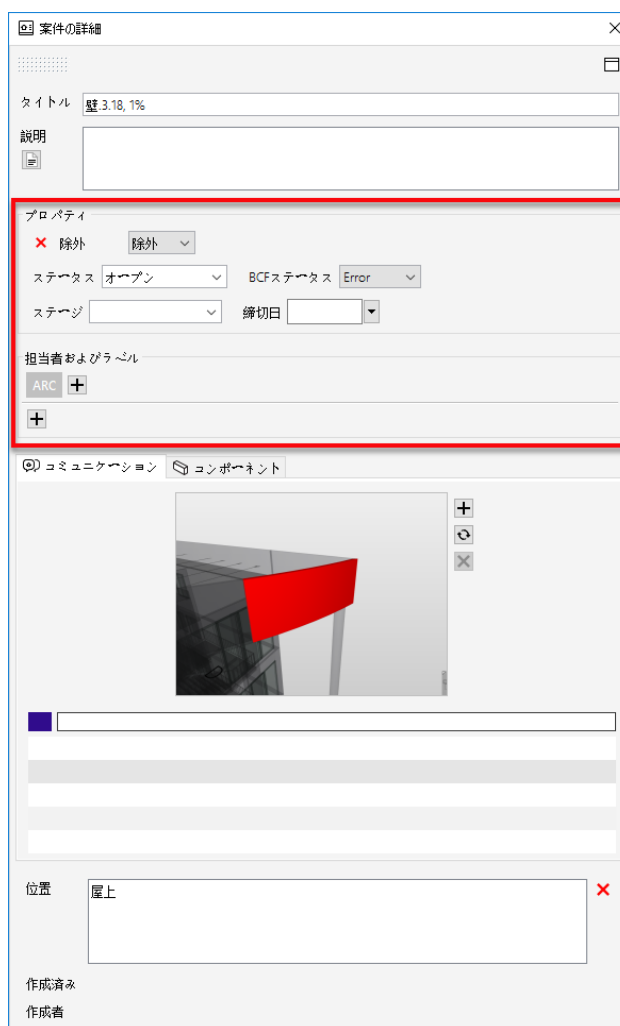 案件の詳細
タイトル 壁.3.18, 1%
説明
プロパティ
除外 除外
ステータス オープン BCFステータス Error
ステージ 締切日
担当者およびラベル
ARC
コミュニケーション コンポーネント
位置 屋上
作成済み
作成者